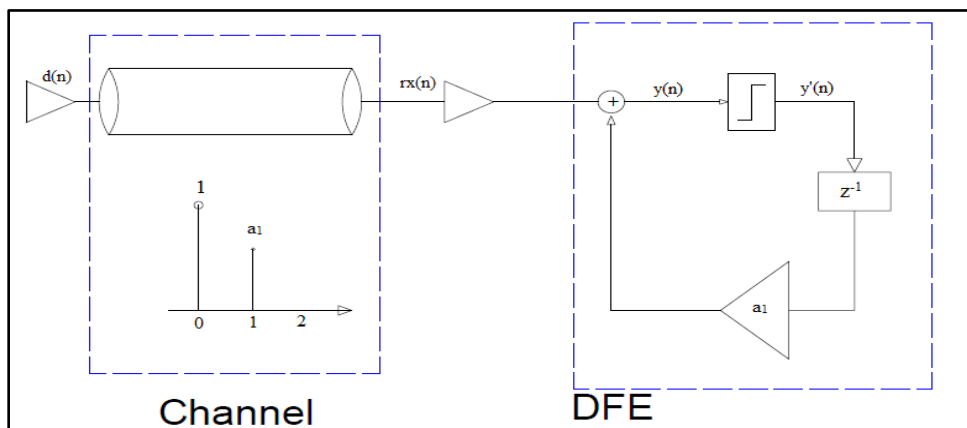 d(n)
rx(n)
y(n)
y'(n)
+
z⁻¹
1
a₁
a₁
0 1 2
Channel
DFE